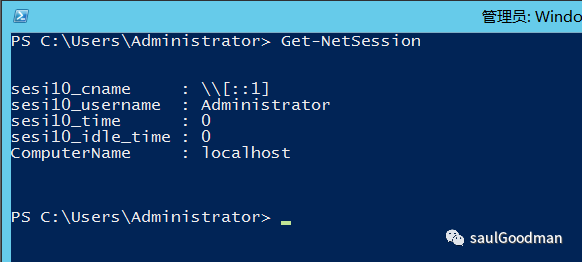 管理员: Windo
PS C:\Users\Administrator> Get-NetSession
sesi10_cname     : \\[::1]
sesi10_username  : Administrator
sesi10_time      : 0
sesi10_idle_time : 0
ComputerName     : localhost
PS C:\Users\Administrator>
saulGoodman